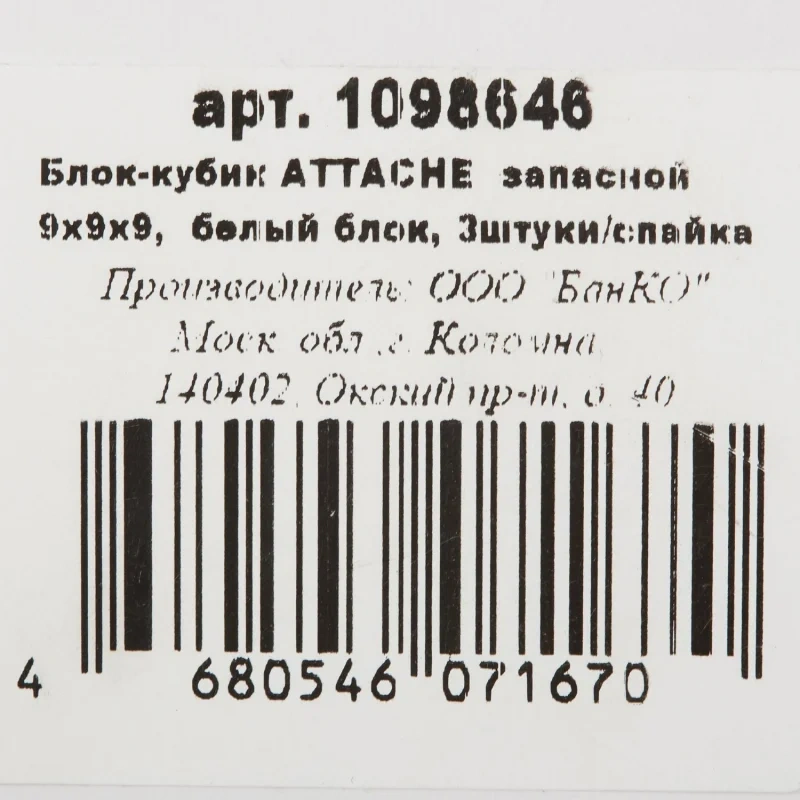 арт. 1098646
Блок-кубик ATTACHE запасной
9х9х9, белый блок, 3штуки/спайка
Производитель: ООО "БанКО"
Моск. обл., г. Коломна,
140402, Окский пр-т, д. 40
4 680546 071670